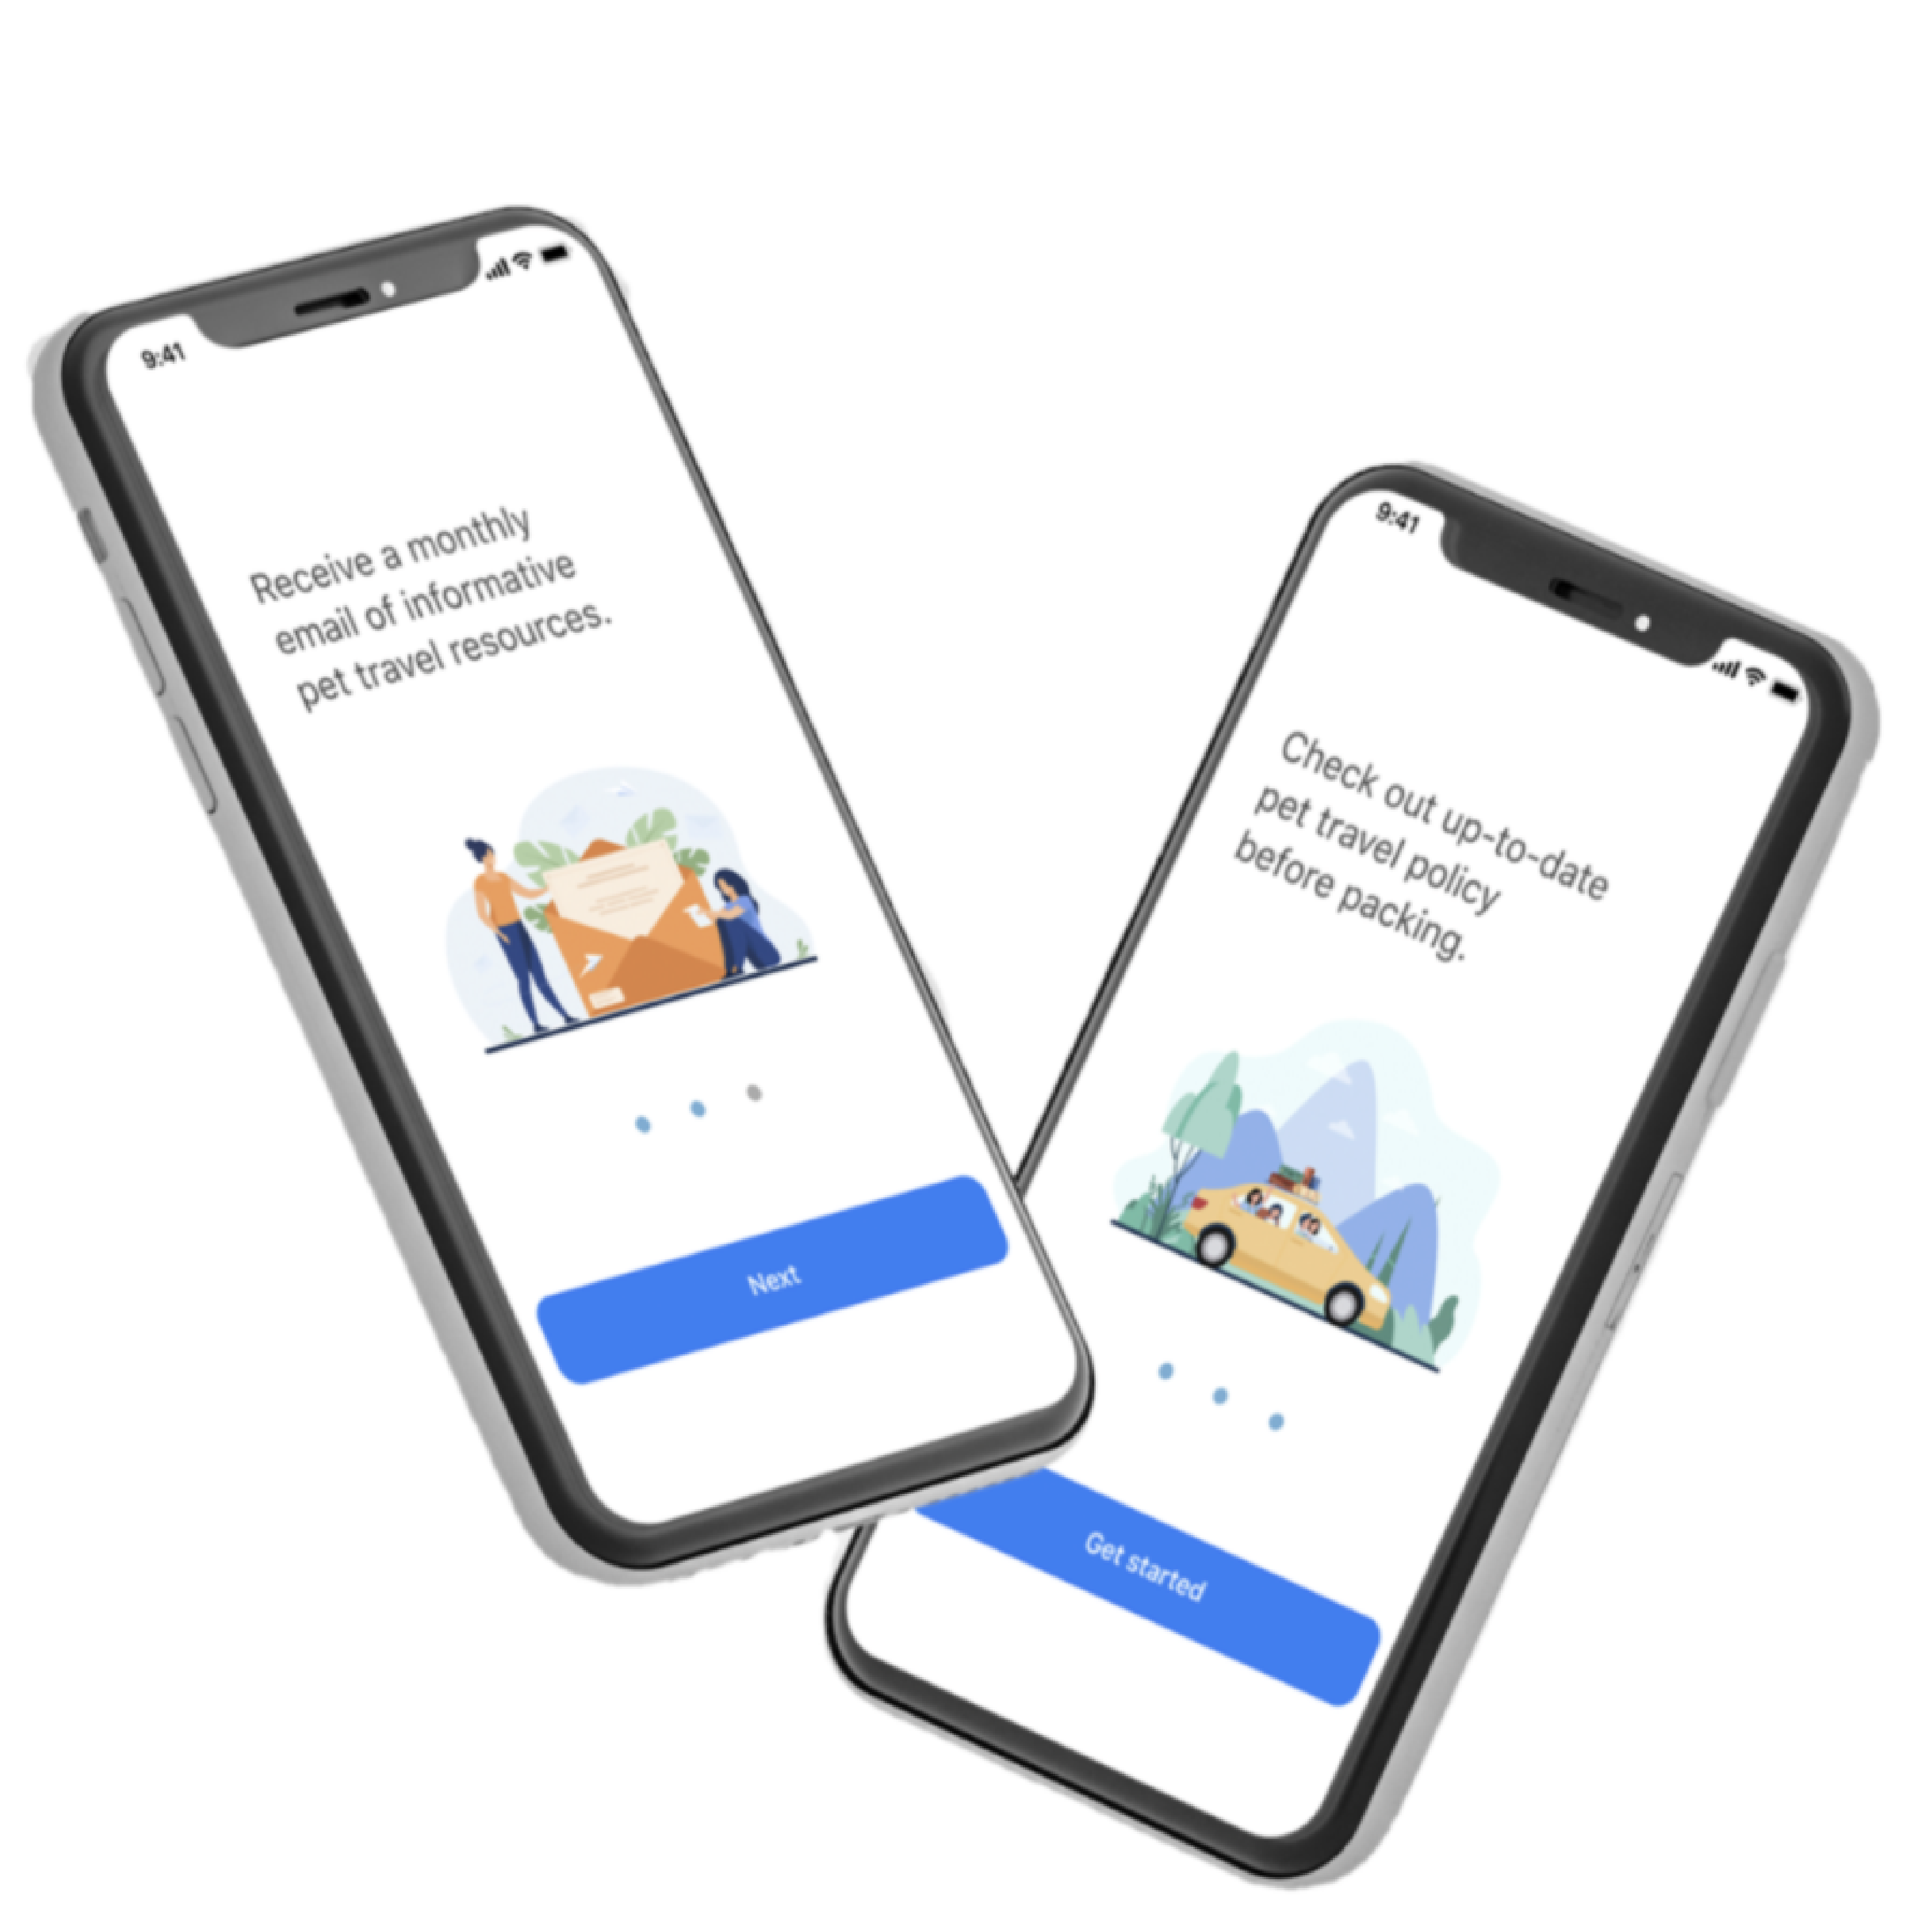 9:41
Receive a monthly
email of informative
pet travel resources.
Next
9:41
Check out up-to-date
pet travel policy
before packing.
Get started